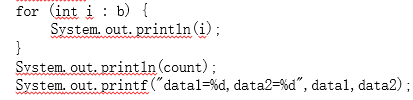 for (int i : b) {
    System.out.println(i);
}
System.out.println(count);
System.out.printf("data1=%d,data2=%d",data1,data2);